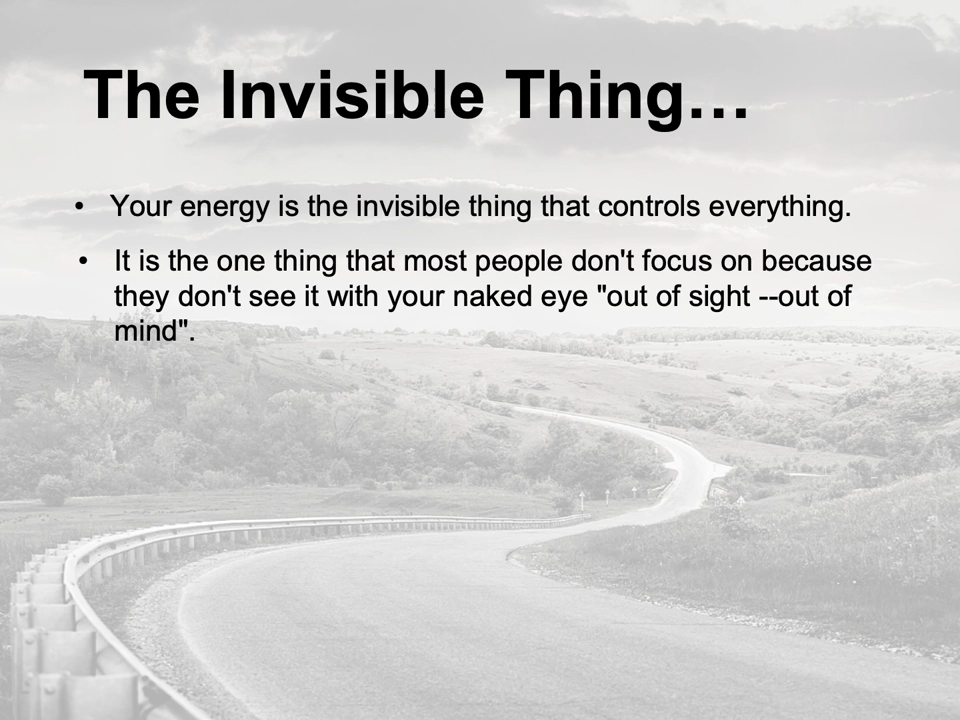 The Invisible Thing…
• Your energy is the invisible thing that controls everything.
• It is the one thing that most people don't focus on because
they don't see it with your naked eye "out of sight --out of
mind".